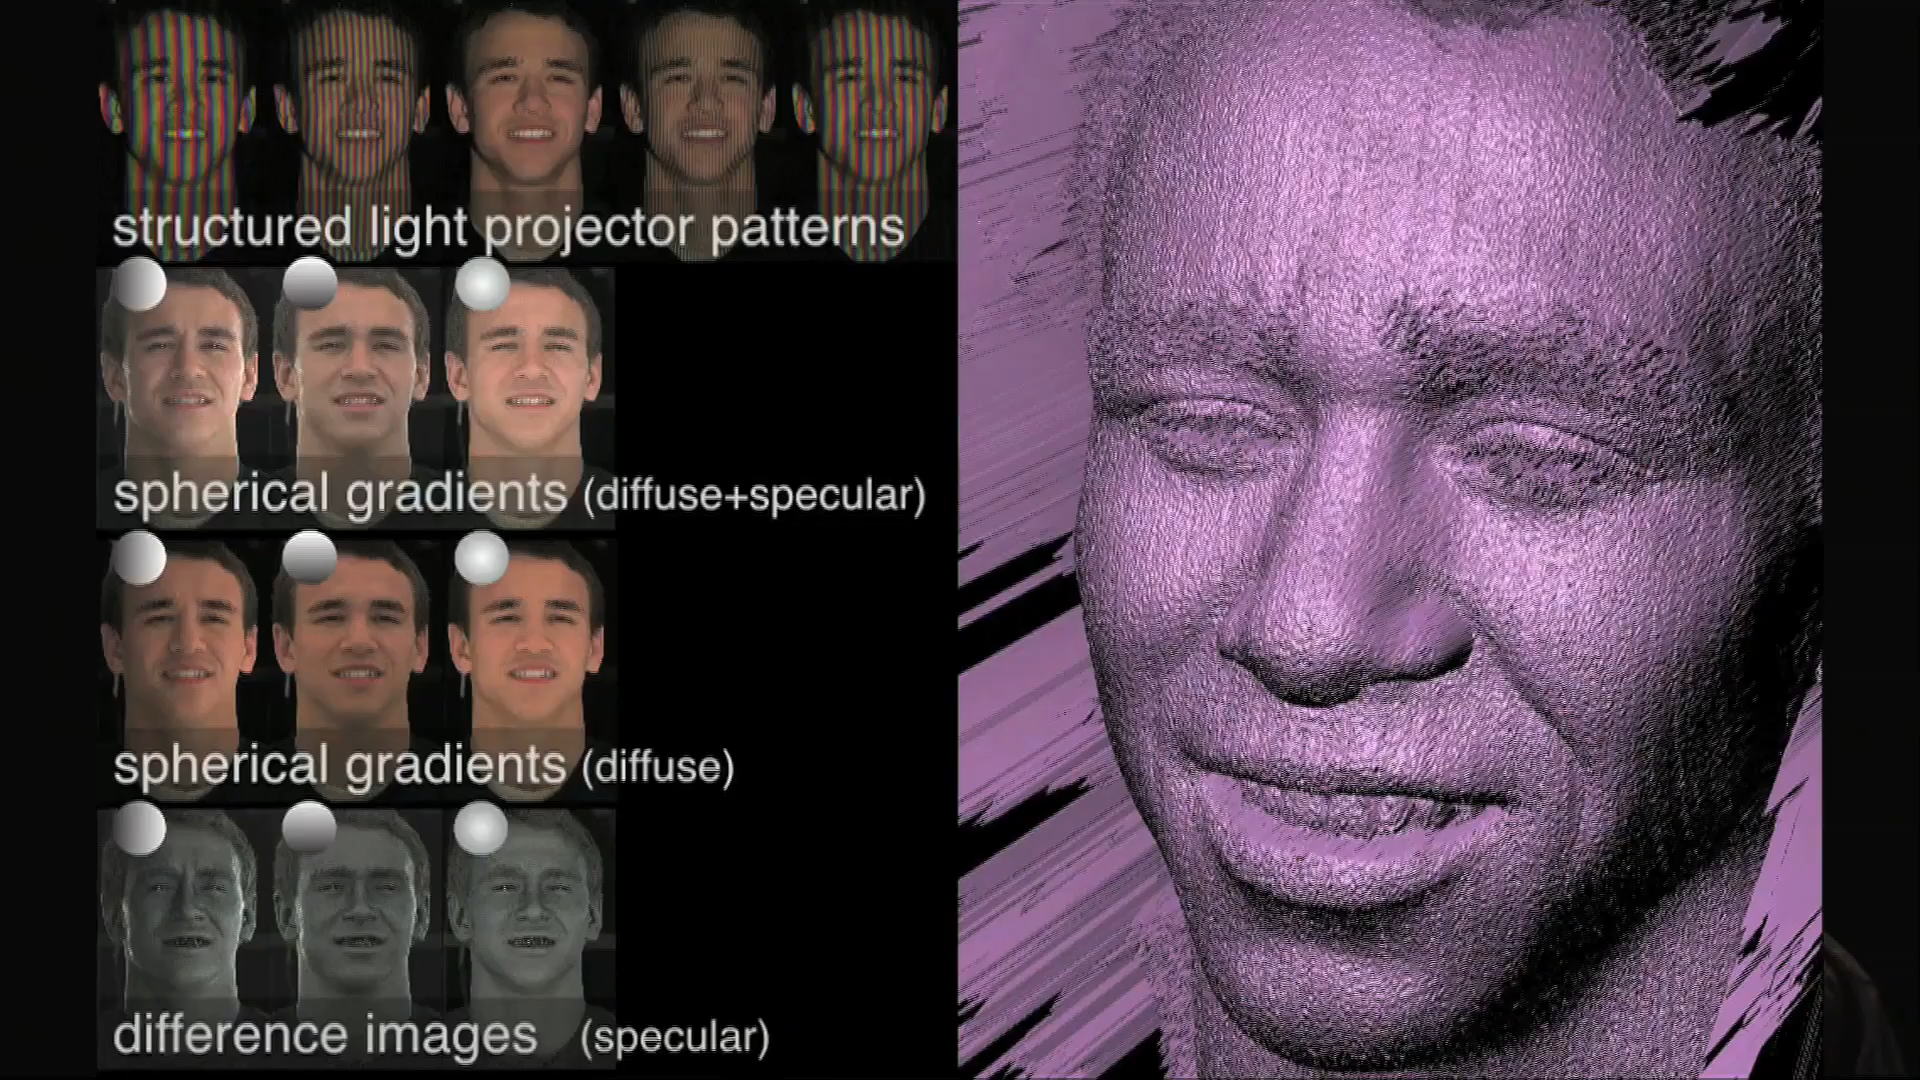 structured light projector patterns
spherical gradients (diffuse+specular)
spherical gradients (diffuse)
difference images (specular)